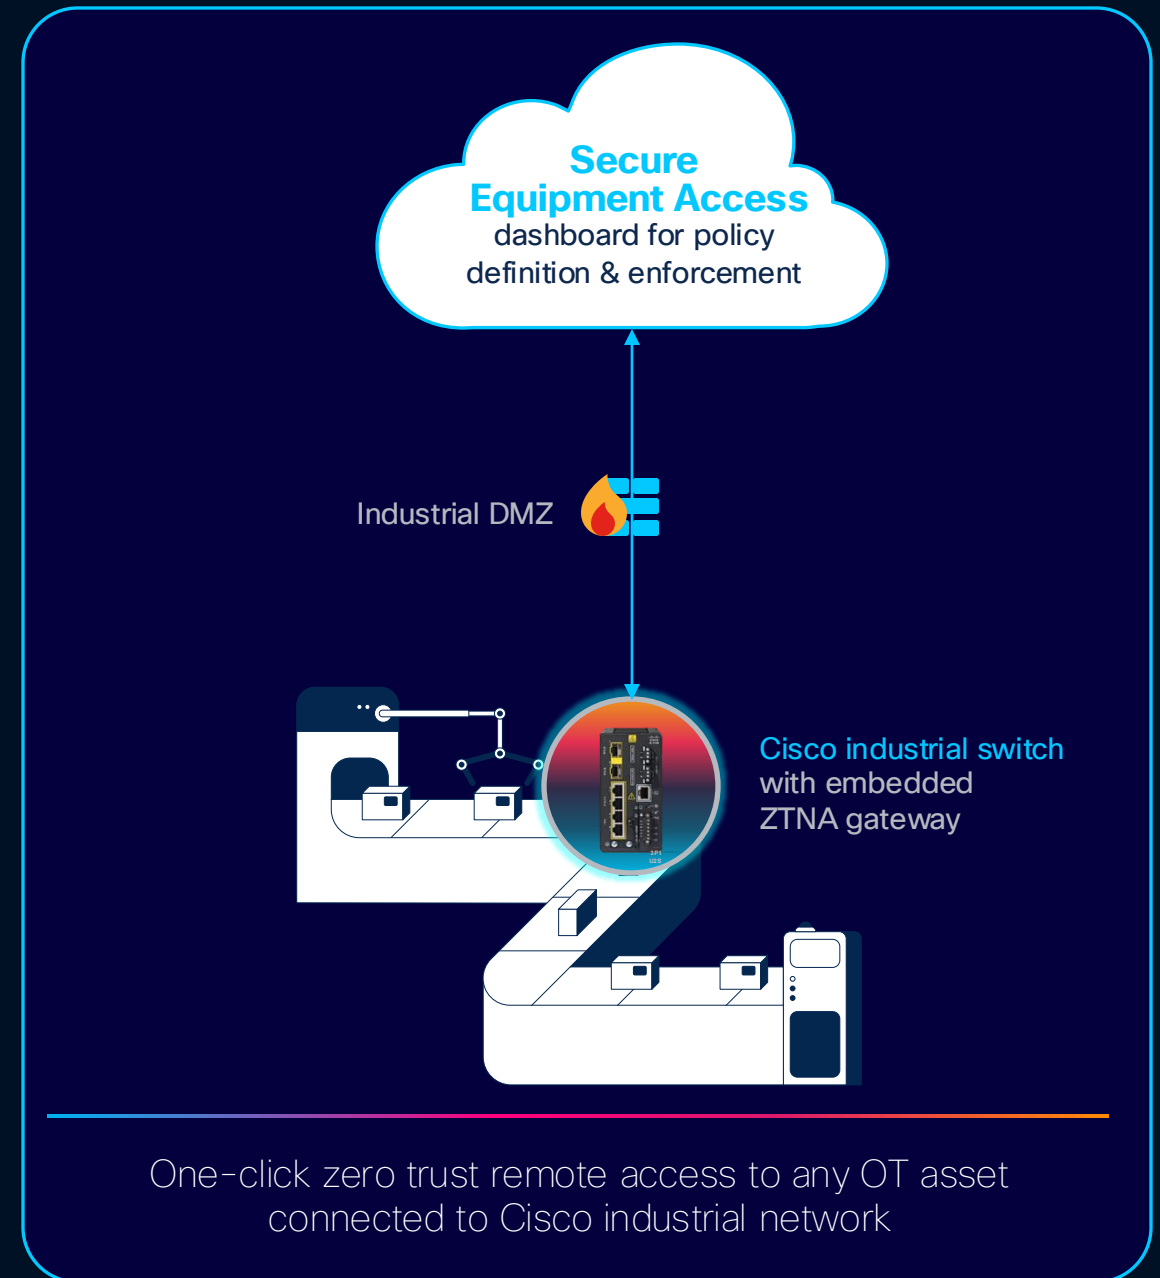 Secure
Equipment Access
dashboard for policy
definition & enforcement
Industrial DMZ
Cisco industrial switch
with embedded
ZTNA gateway
One-click zero trust remote access to any OT asset
connected to Cisco industrial network